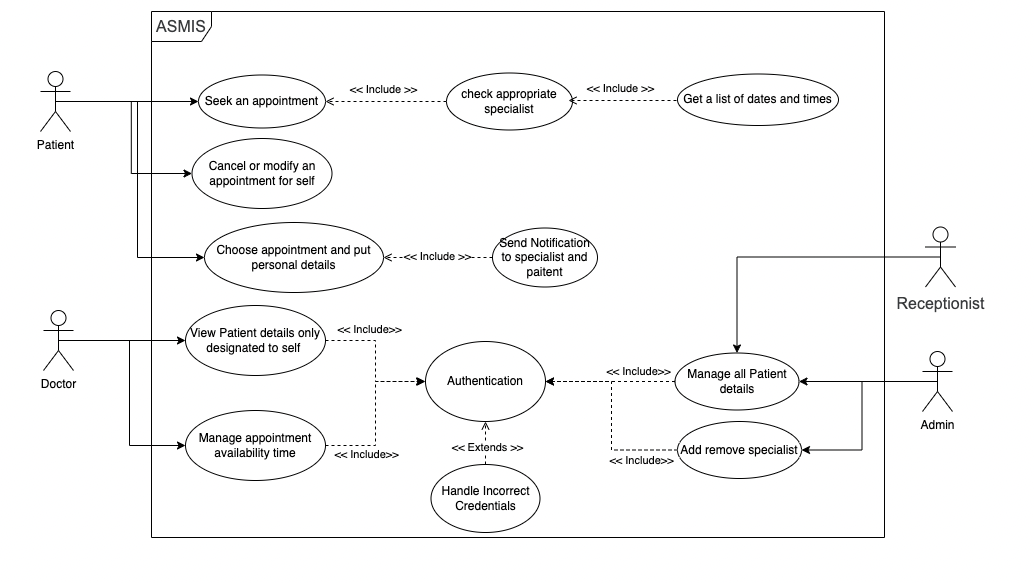 ASMIS
Seek an appointment
<< Include >>
check appropriate
specialist
<< Include >>
Get a list of dates and times
Patient
Cancel or modify an
appointment for self
Choose appointment and put
personal details
<< Include >>
Send Notification
to specialist and
paitent
Receptionist
View Patient details only
designated to self
<< Include>>
Doctor
Authentication
<< Include>>
Manage all Patient
details
Admin
Manage appointment
availability time
<< Include>>
<< Extends >>
<< Include>>
Add remove specialist
Handle Incorrect
Credentials